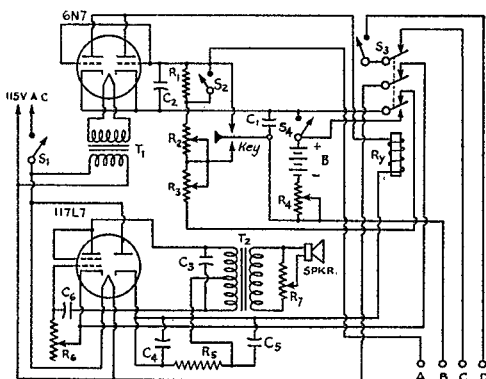 6N7
115V A C
S1
T1
C2
R1
S2
R2
R3
Key
C1
S4
+
B
-
R4
S3
Ry
117L7
C6
R6
C3
T2
SPKR.
R7
C4
R5
C5
A B C D